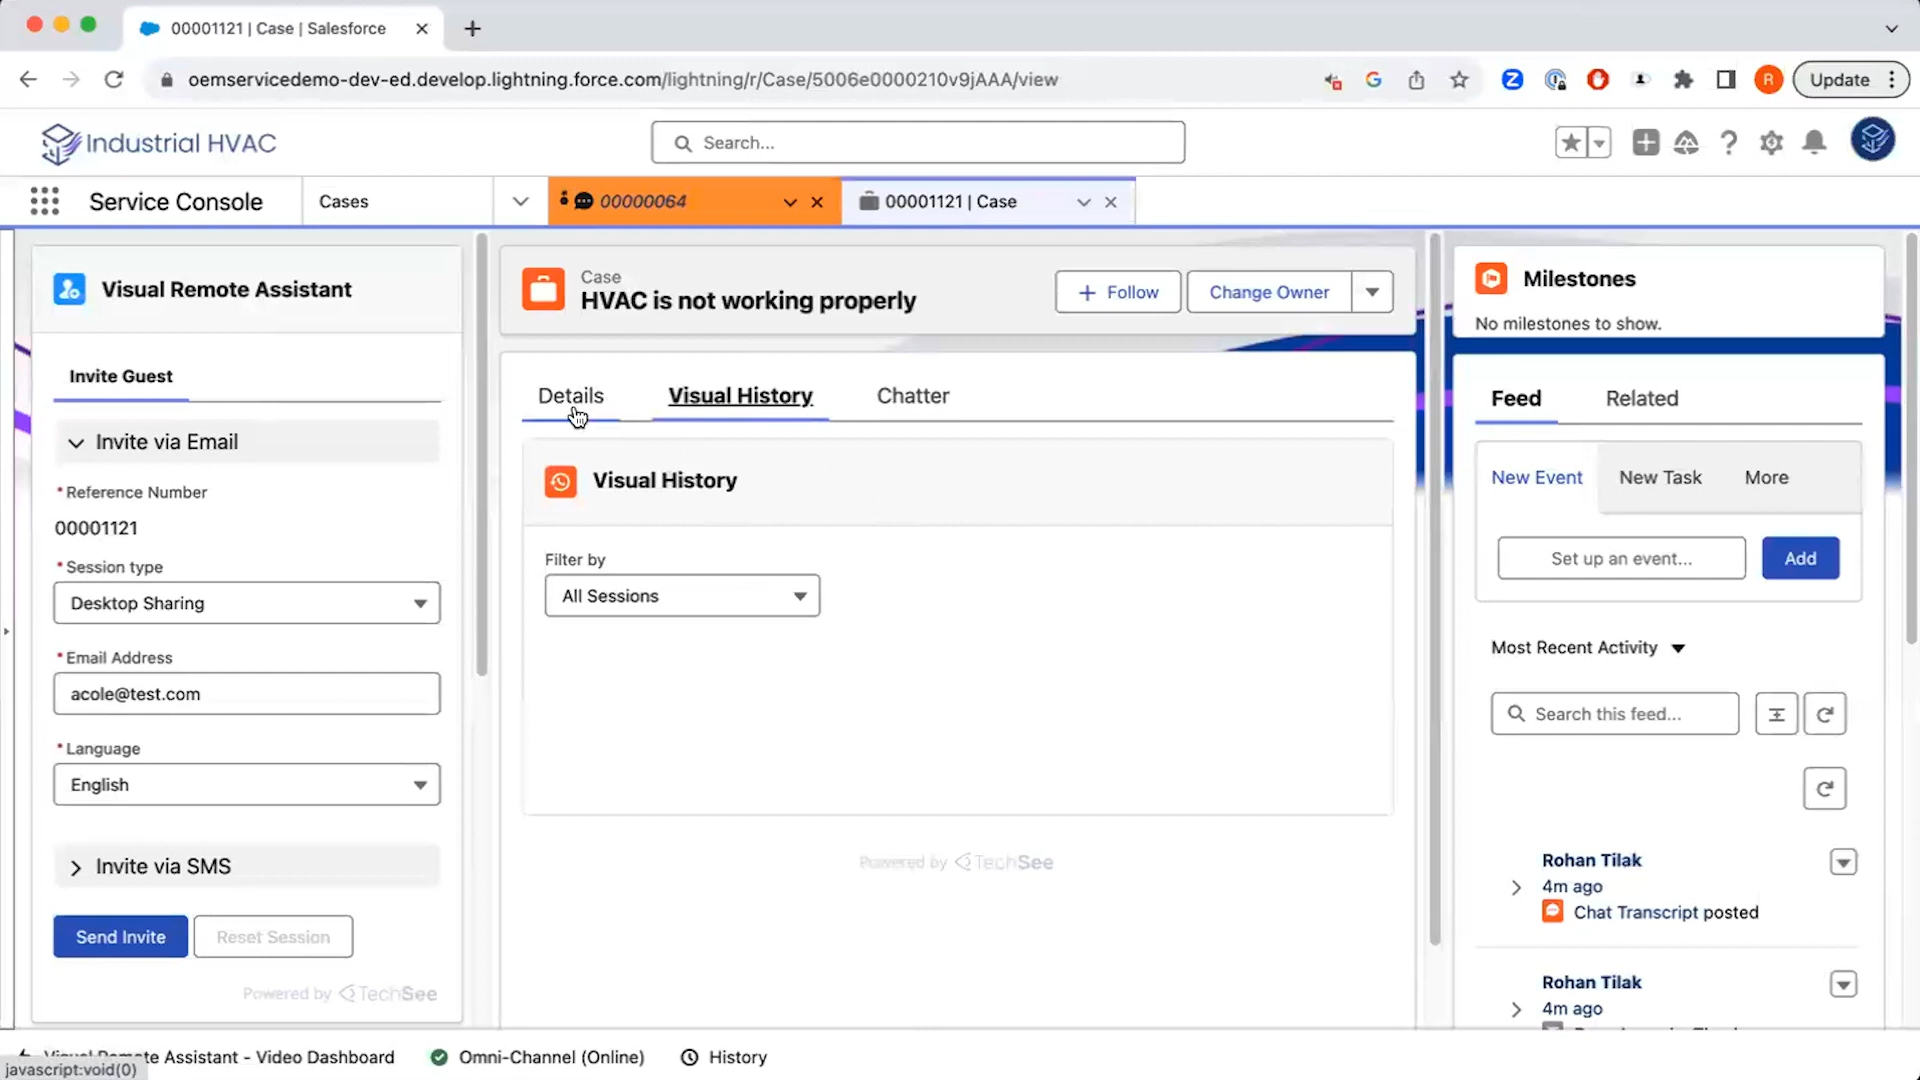 00001121 | Case | Salesforce
oemservicedemo-dev-ed.develop.lightning.force.com/lightning/r/Case/5006e0000210v9jAAA/view
Z
R
Update
Industrial HVAC
Search...
Service Console
Cases
00000064
00001121 | Case
Visual Remote Assistant
Invite Guest
Invite via Email
* Reference Number
00001121
* Session type
Desktop Sharing
* Email Address
acole@test.com
* Language
English
Invite via SMS
Send Invite
Reset Session
Powered by TechSee
Case
HVAC is not working properly
+ Follow
Change Owner
Details
Visual History
Chatter
Visual History
Filter by
All Sessions
Powered by TechSee
Milestones
No milestones to show.
Feed
Related
New Event
New Task
More
Set up an event...
Add
Most Recent Activity
Search this feed...
Rohan Tilak
4m ago
Chat Transcript posted
Rohan Tilak
4m ago
Assistant - Video Dashboard
Omni-Channel (Online)
History
javascript:void(0)